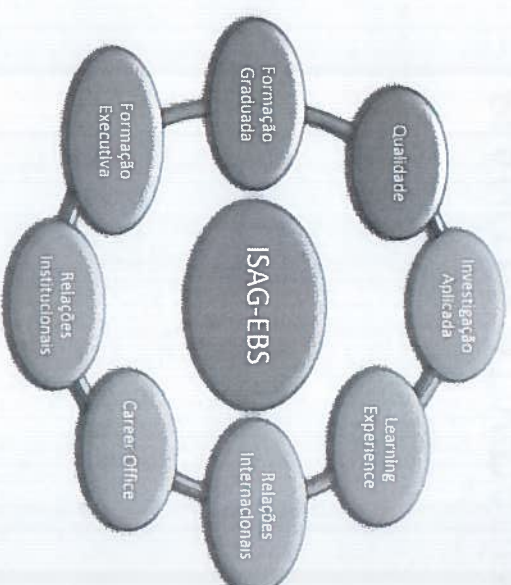 Investigação
Aplicada
Qualidade
Learning
Experience
Formação
Graduada
ISAG-EBS
Relações
Internacionais
Formação
Executiva
Career Office
Relações
Institucionais